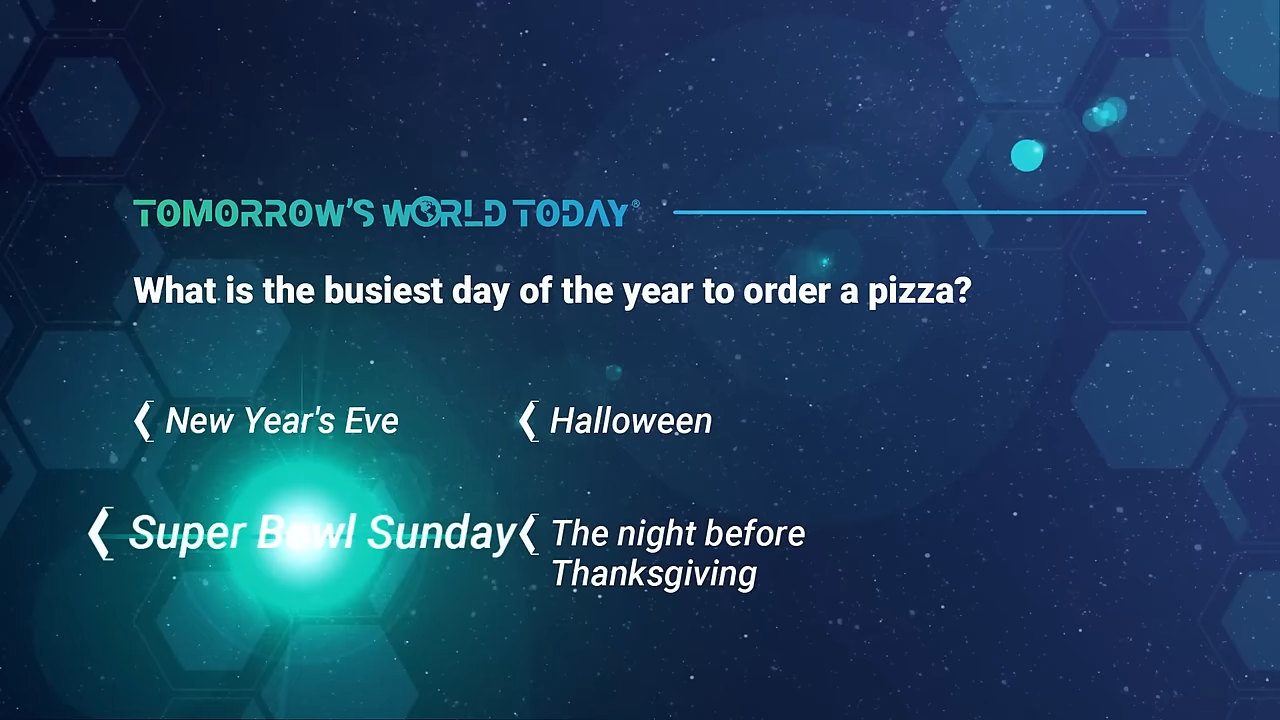 TOMORROW'S WORLD TODAY®
What is the busiest day of the year to order a pizza?
New Year's Eve
Halloween
Super Bowl Sunday
The night before
Thanksgiving